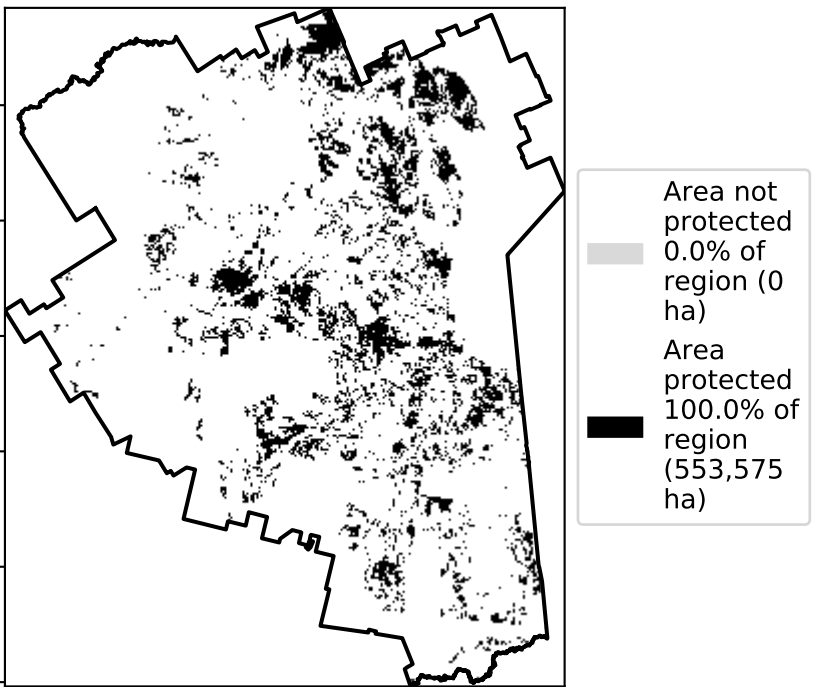 Area not
protected
0.0% of
region (0
ha)
Area
protected
100.0% of
region
(553,575
ha)